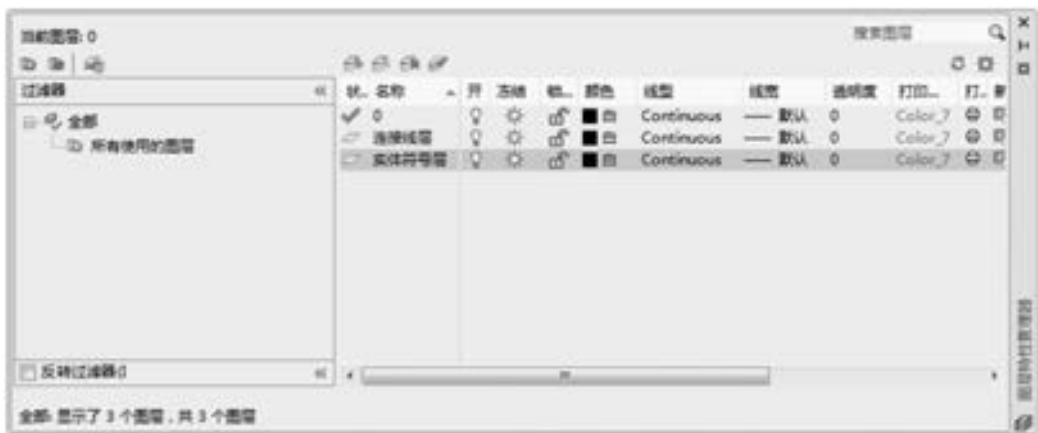 当前图层: 0
搜索图层
过滤器
状.. 名称 开 冻结 锁... 颜色 线型 线宽 透明度 打印... 打.. 新
全部
所有使用的图层
0 白 Continuous 默认 0 Color_7
连接线层 白 Continuous 默认 0 Color_7
实体符号层 白 Continuous 默认 0 Color_7
反转过滤器(I
全部: 显示了 3 个图层，共 3 个图层
图层特性管理器